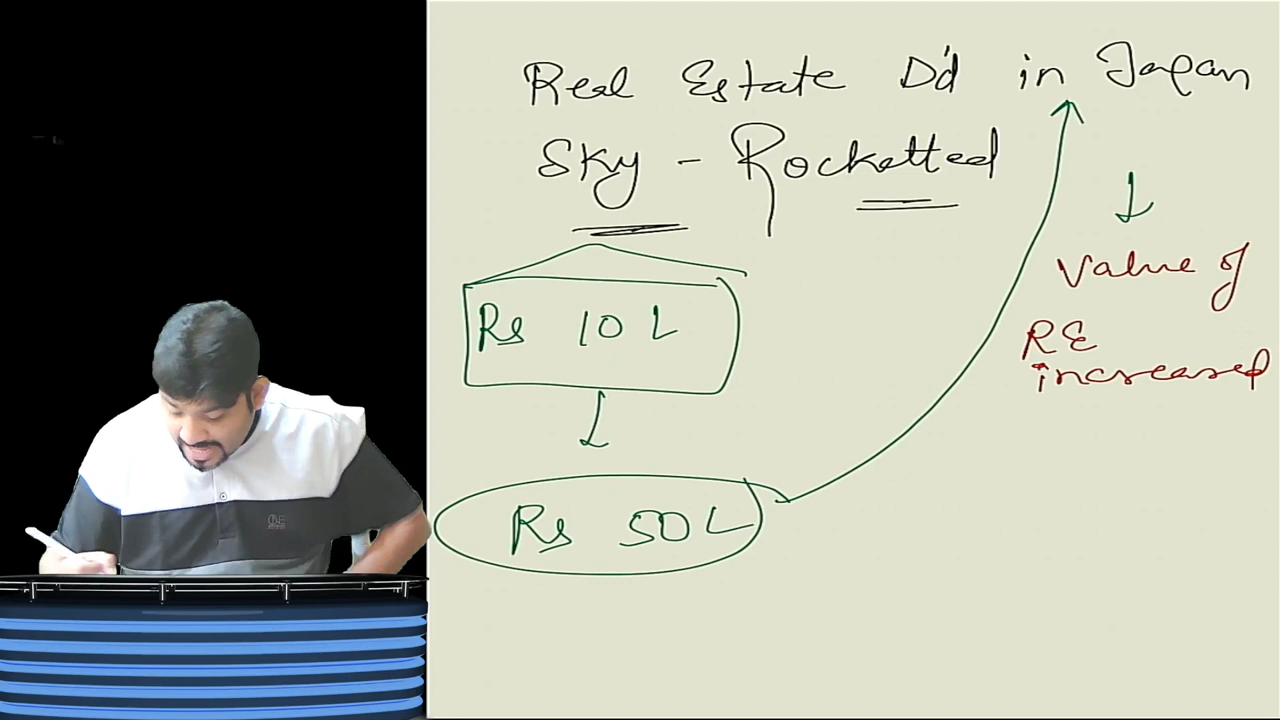 Real Estate D'd in Japan
Sky - Rocketted
Rs 10 L
Rs 50 L
Value of
RE
increased